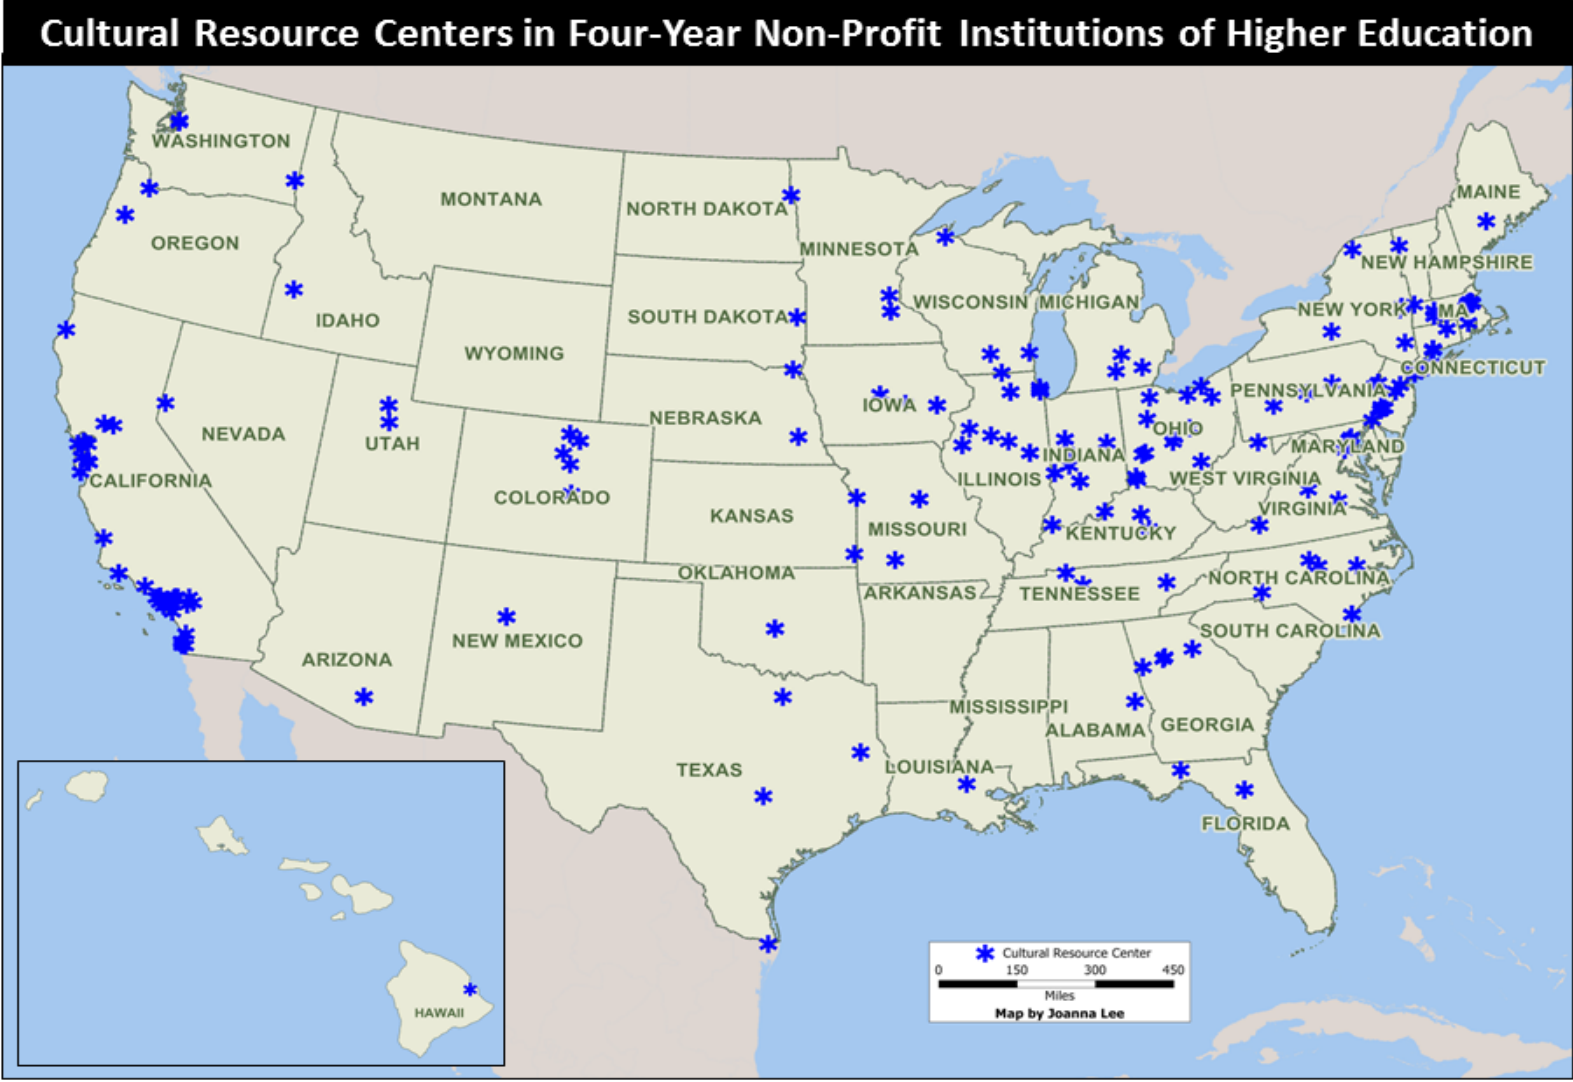 Cultural Resource Centers in Four-Year Non-Profit Institutions of Higher Education
WASHINGTON
MONTANA
NORTH DAKOTA
MAINE
OREGON
MINNESOTA
NEW HAMPSHIRE
IDAHO
SOUTH DAKOTA
WISCONSIN
MICHIGAN
NEW YORK
MA
WYOMING
CONNECTICUT
NEVADA
UTAH
NEBRASKA
IOWA
PENNSYLVANIA
OHIO
CALIFORNIA
COLORADO
ILLINOIS
INDIANA
MARYLAND
WEST VIRGINIA
KANSAS
MISSOURI
VIRGINIA
KENTUCKY
OKLAHOMA
ARKANSAS
TENNESSEE
NORTH CAROLINA
ARIZONA
NEW MEXICO
SOUTH CAROLINA
MISSISSIPPI
ALABAMA
GEORGIA
TEXAS
LOUISIANA
FLORIDA
HAWAII
Cultural Resource Center
0 150 300 450
Miles
Map by Joanna Lee